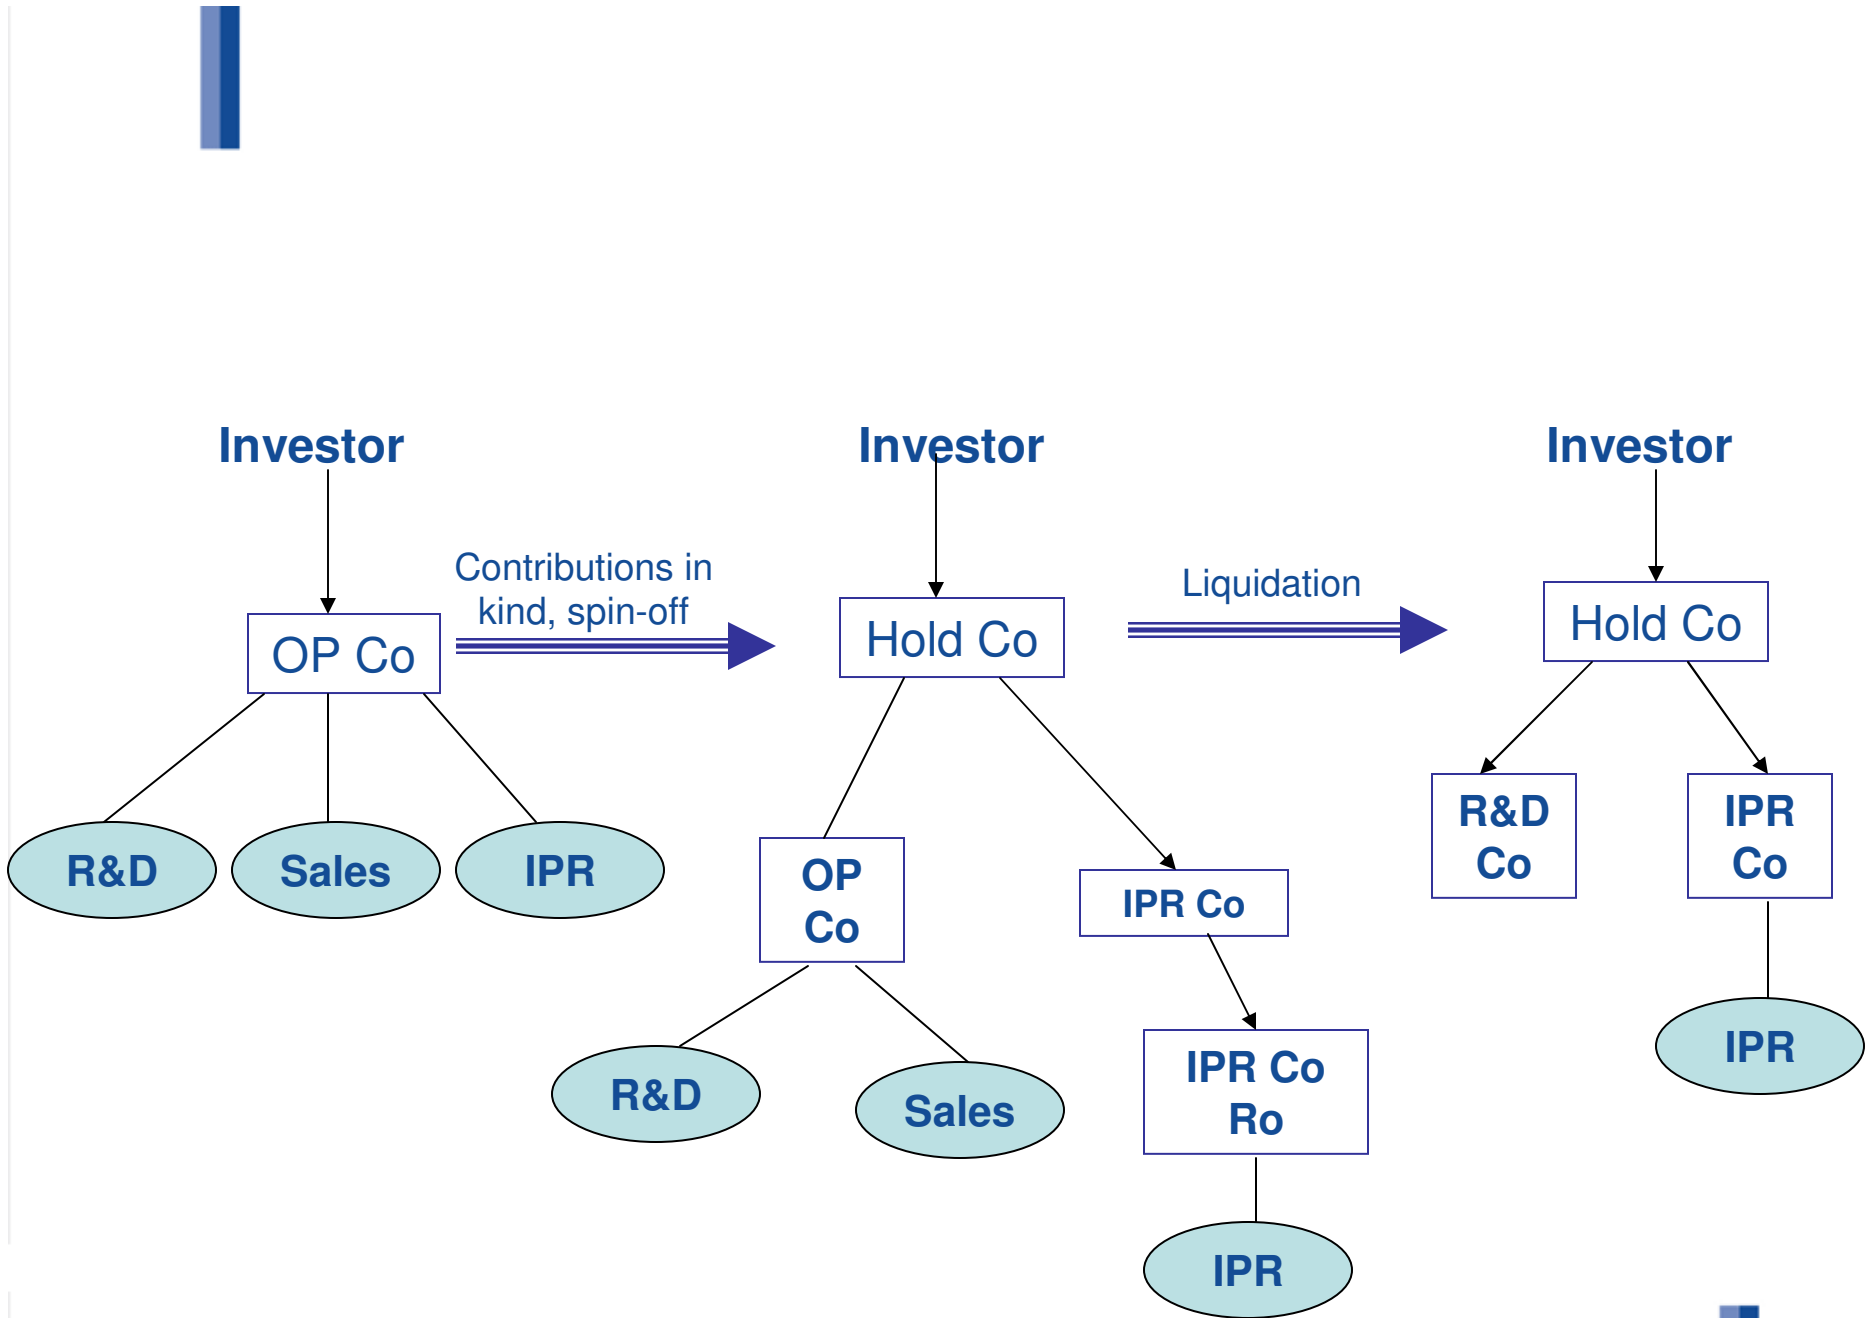 Investor
Investor
Investor
Contributions in
kind, spin-off
Liquidation
OP Co
Hold Co
Hold Co
R&D
Sales
IPR
OP
Co
IPR Co
R&D
Co
IPR
Co
R&D
Sales
IPR Co
Ro
IPR
IPR